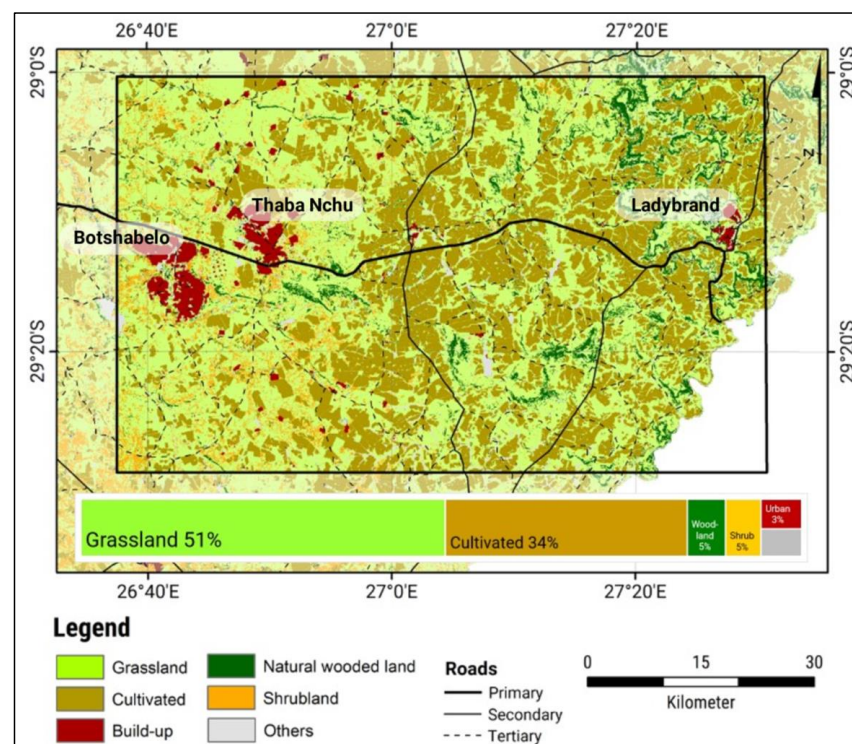 26°40'E 27°0'E 27°20'E
29°0'S 29°0'S
N
Thaba Nchu Ladybrand
Botshabelo
29°20'S 29°20'S
Urban
3%
Wood-
land
5%
Shrub
5%
Grassland 51% Cultivated 34%
26°40'E 27°0'E 27°20'E
Legend
Grassland Natural wooded land
Cultivated Shrubland
Build-up Others
Roads
Primary
Secondary
Tertiary
0 15 30
Kilometer